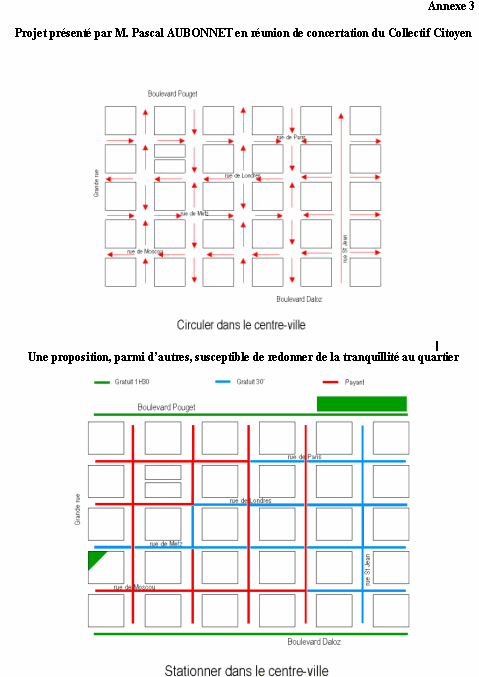 Annexe 3
Projet présenté par M. Pascal AUBONNET en réunion de concertation du Collectif Citoyen
Boulevard Pouget
rue de Paris
Grande rue
rue de Londres
rue de Metz
rue de Moscou
rue St Jean
Boulevard Daloz
Circuler dans le centre-ville
Une proposition, parmi d'autres, susceptible de redonner de la tranquillité au quartier
Gratuit 1H30
Gratuit 30'
Payant
Boulevard Pouget
rue de Paris
Grande rue
rue de Londres
rue de Metz
rue St Jean
rue de Moscou
Boulevard Daloz
Stationner dans le centre-ville